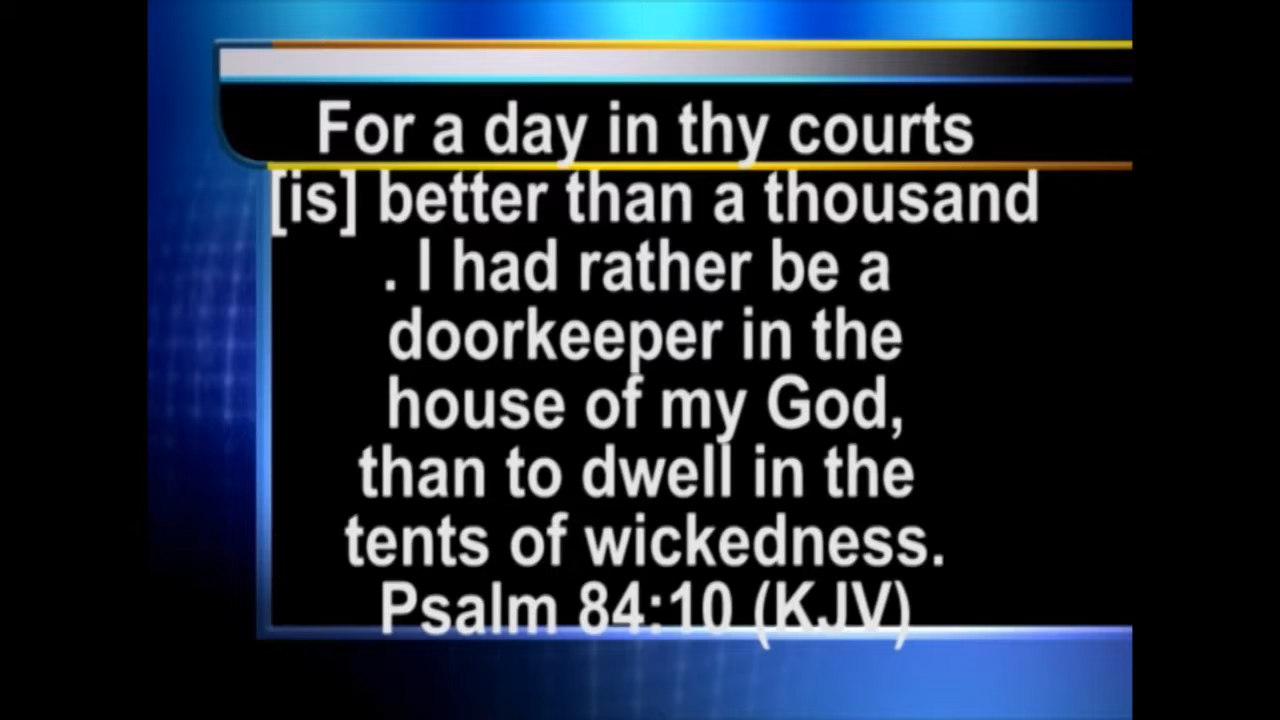 For a day in thy courts
[is] better than a thousand
. I had rather be a
doorkeeper in the
house of my God,
than to dwell in the
tents of wickedness.
Psalm 84:10 (KJV)